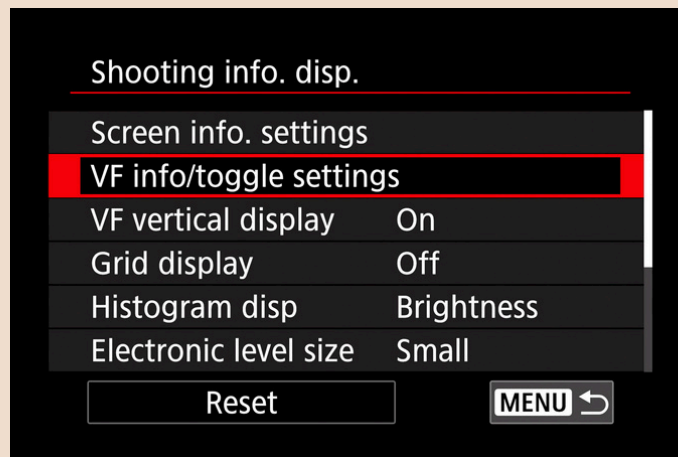 Shooting info. disp.
Screen info. settings
VF info/toggle settings
VF vertical display On
Grid display Off
Histogram disp Brightness
Electronic level size Small
Reset MENU